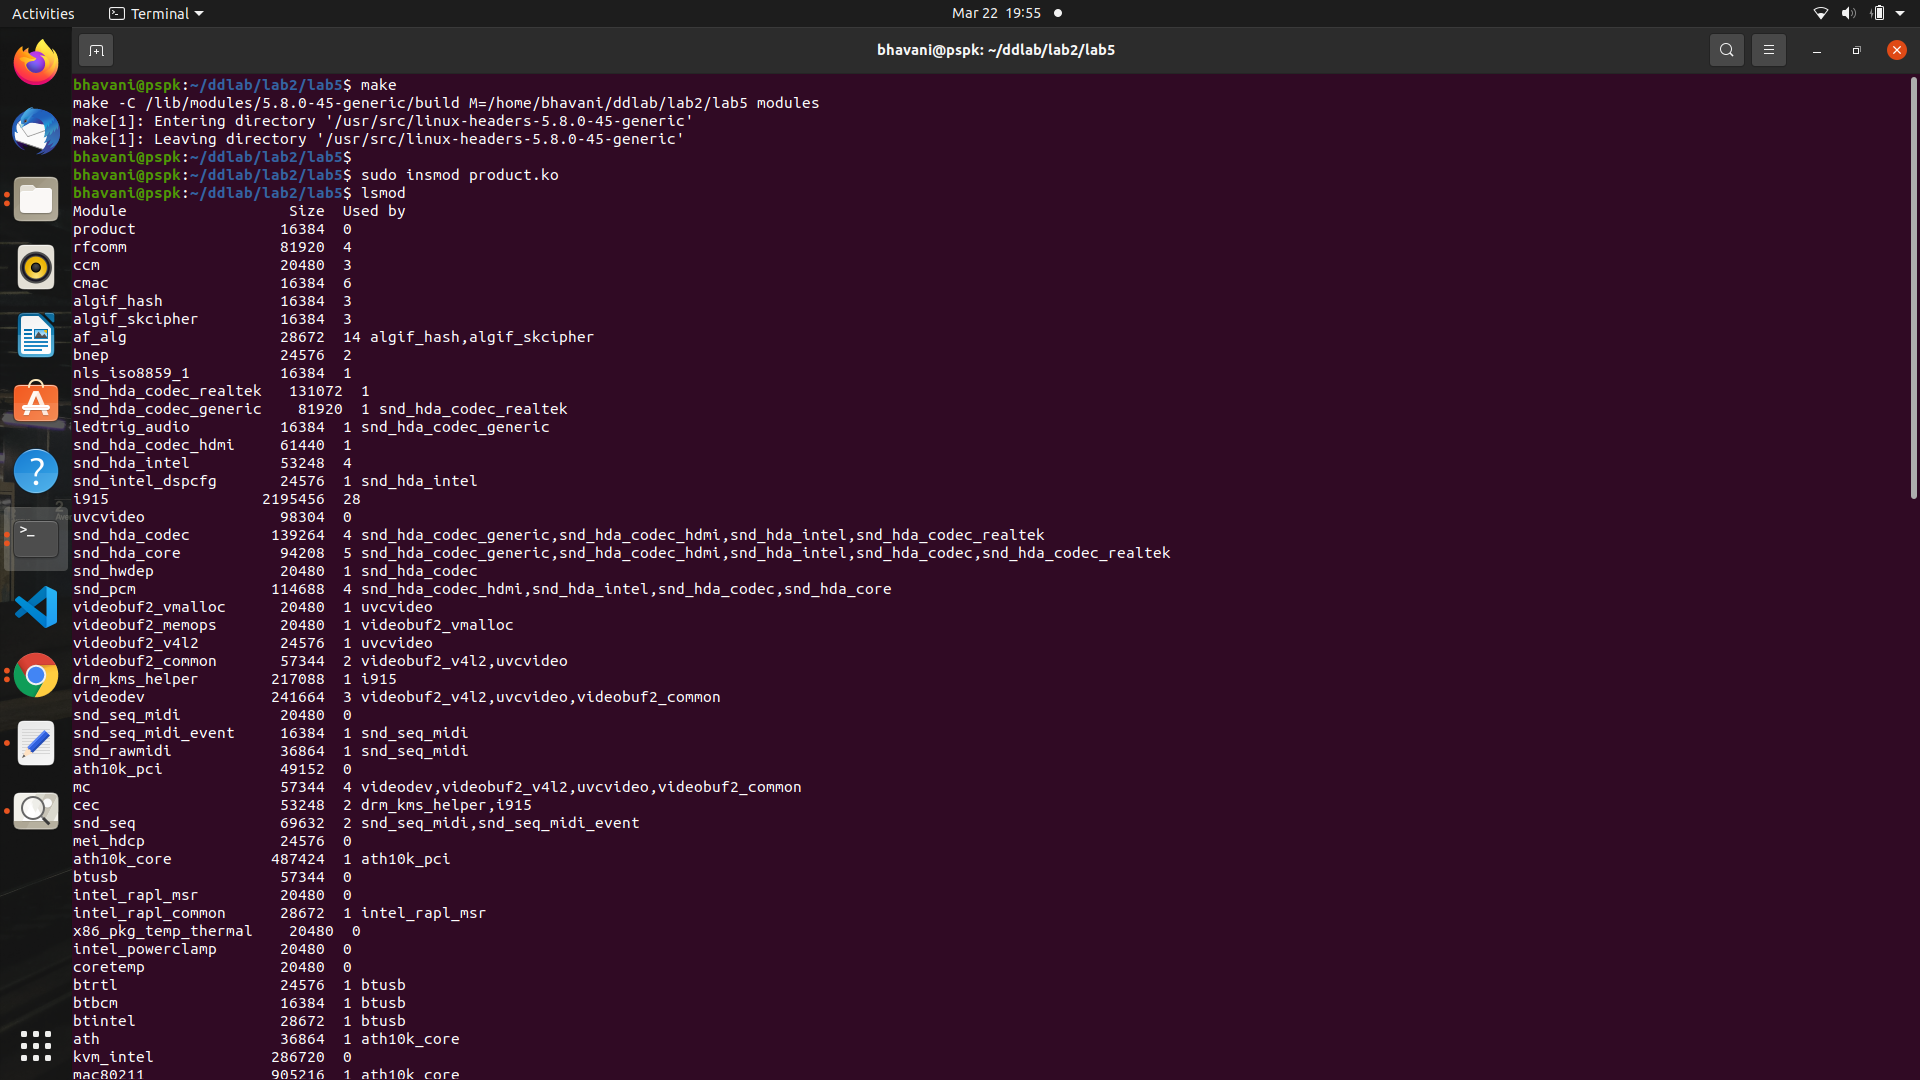 Activities
Terminal
Mar 22 19:55
bhavani@pspk: ~/ddlab/lab2/lab5
bhavani@pspk:~/ddlab/lab2/lab5$ make
make -C /lib/modules/5.8.0-45-generic/build M=/home/bhavani/ddlab/lab2/lab5 modules
make[1]: Entering directory '/usr/src/linux-headers-5.8.0-45-generic'
make[1]: Leaving directory '/usr/src/linux-headers-5.8.0-45-generic'
bhavani@pspk:~/ddlab/lab2/lab5$
bhavani@pspk:~/ddlab/lab2/lab5$ sudo insmod product.ko
bhavani@pspk:~/ddlab/lab2/lab5$ lsmod
Module                  Size  Used by
product                16384  0
rfcomm                 81920  4
ccm                    20480  3
cmac                   16384  6
algif_hash             16384  3
algif_skcipher         16384  3
af_alg                 28672  14 algif_hash,algif_skcipher
bnep                   24576  2
nls_iso8859_1          16384  1
snd_hda_codec_realtek   131072  1
snd_hda_codec_generic    81920  1 snd_hda_codec_realtek
ledtrig_audio          16384  1 snd_hda_codec_generic
snd_hda_codec_hdmi     61440  1
snd_hda_intel          53248  4
snd_intel_dspcfg       24576  1 snd_hda_intel
i915                 2195456  28
uvcvideo               98304  0
snd_hda_codec         139264  4 snd_hda_codec_generic,snd_hda_codec_hdmi,snd_hda_intel,snd_hda_codec_realtek
snd_hda_core           94208  5 snd_hda_codec_generic,snd_hda_codec_hdmi,snd_hda_intel,snd_hda_codec,snd_hda_codec_realtek
snd_hwdep              20480  1 snd_hda_codec
snd_pcm               114688  4 snd_hda_codec_hdmi,snd_hda_intel,snd_hda_codec,snd_hda_core
videobuf2_vmalloc      20480  1 uvcvideo
videobuf2_memops       20480  1 videobuf2_vmalloc
videobuf2_v4l2         24576  1 uvcvideo
videobuf2_common       57344  2 videobuf2_v4l2,uvcvideo
drm_kms_helper        217088  1 i915
videodev              241664  3 videobuf2_v4l2,uvcvideo,videobuf2_common
snd_seq_midi           20480  0
snd_seq_midi_event     16384  1 snd_seq_midi
snd_rawmidi            36864  1 snd_seq_midi
ath10k_pci             49152  0
mc                     57344  4 videodev,videobuf2_v4l2,uvcvideo,videobuf2_common
cec                    53248  2 drm_kms_helper,i915
snd_seq                69632  2 snd_seq_midi,snd_seq_midi_event
mei_hdcp               24576  0
ath10k_core           487424  1 ath10k_pci
btusb                  57344  0
intel_rapl_msr         20480  0
intel_rapl_common      28672  1 intel_rapl_msr
x86_pkg_temp_thermal    20480  0
intel_powerclamp       20480  0
coretemp               20480  0
btrtl                  24576  1 btusb
btbcm                  16384  1 btusb
btintel                28672  1 btusb
ath                    36864  1 ath10k_core
kvm_intel             286720  0
mac80211              905216  1 ath10k_core